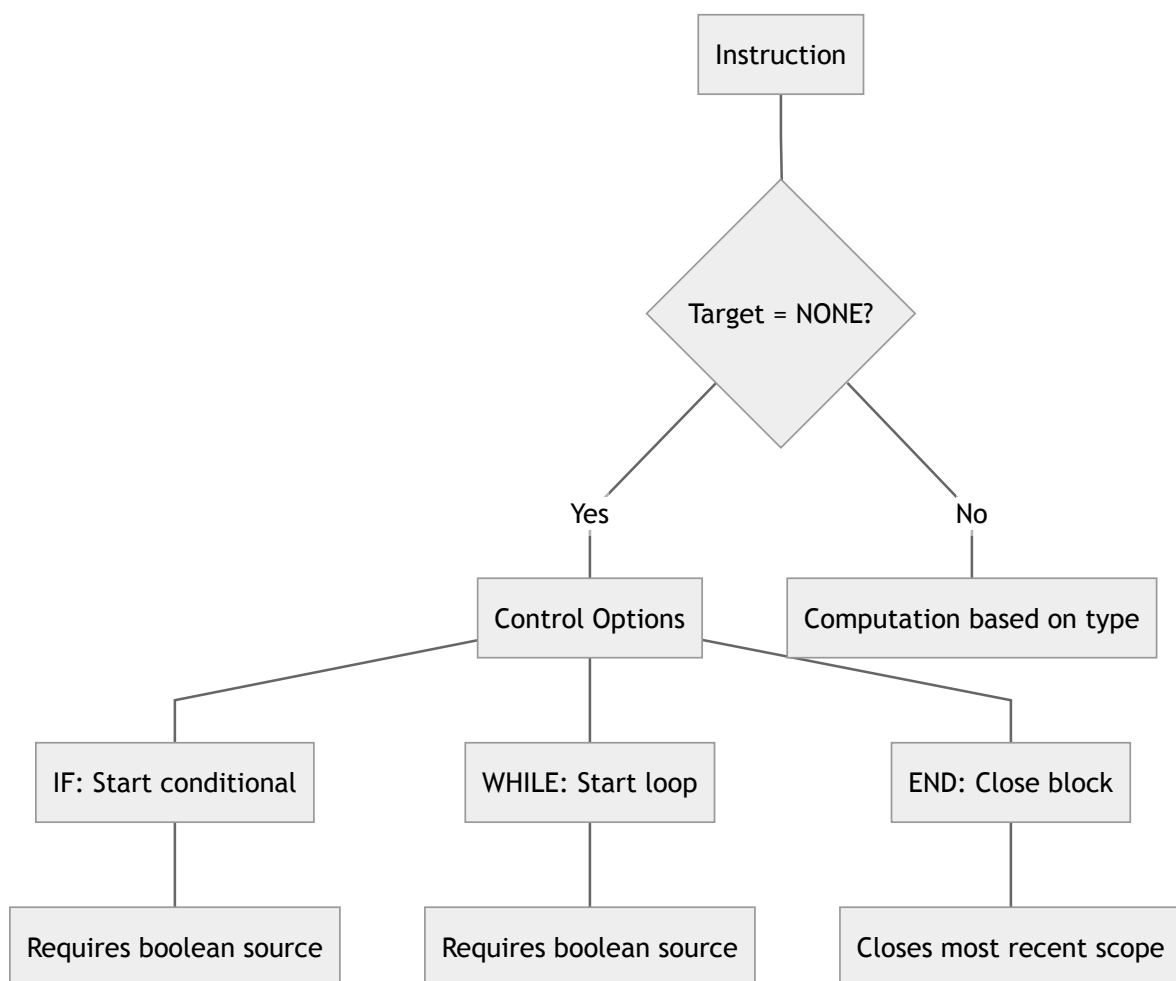 Instruction
Target = NONE?
Yes
No
Control Options
Computation based on type
IF: Start conditional
WHILE: Start loop
END: Close block
Requires boolean source
Requires boolean source
Closes most recent scope